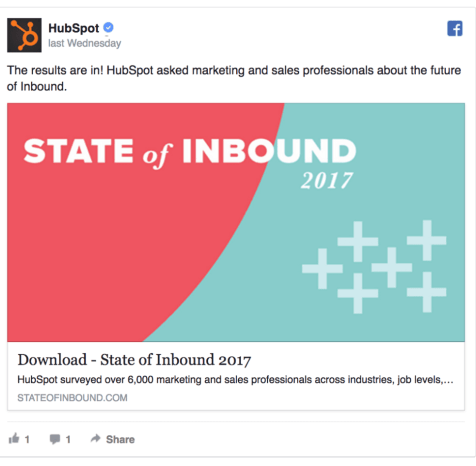 HubSpot
last Wednesday
The results are in! HubSpot asked marketing and sales professionals about the future
of Inbound.
STATE of INBOUND
2017
Download - State of Inbound 2017
HubSpot surveyed over 6,000 marketing and sales professionals across industries, job levels,...
STATEOFINBOUND.COM
1 1 Share